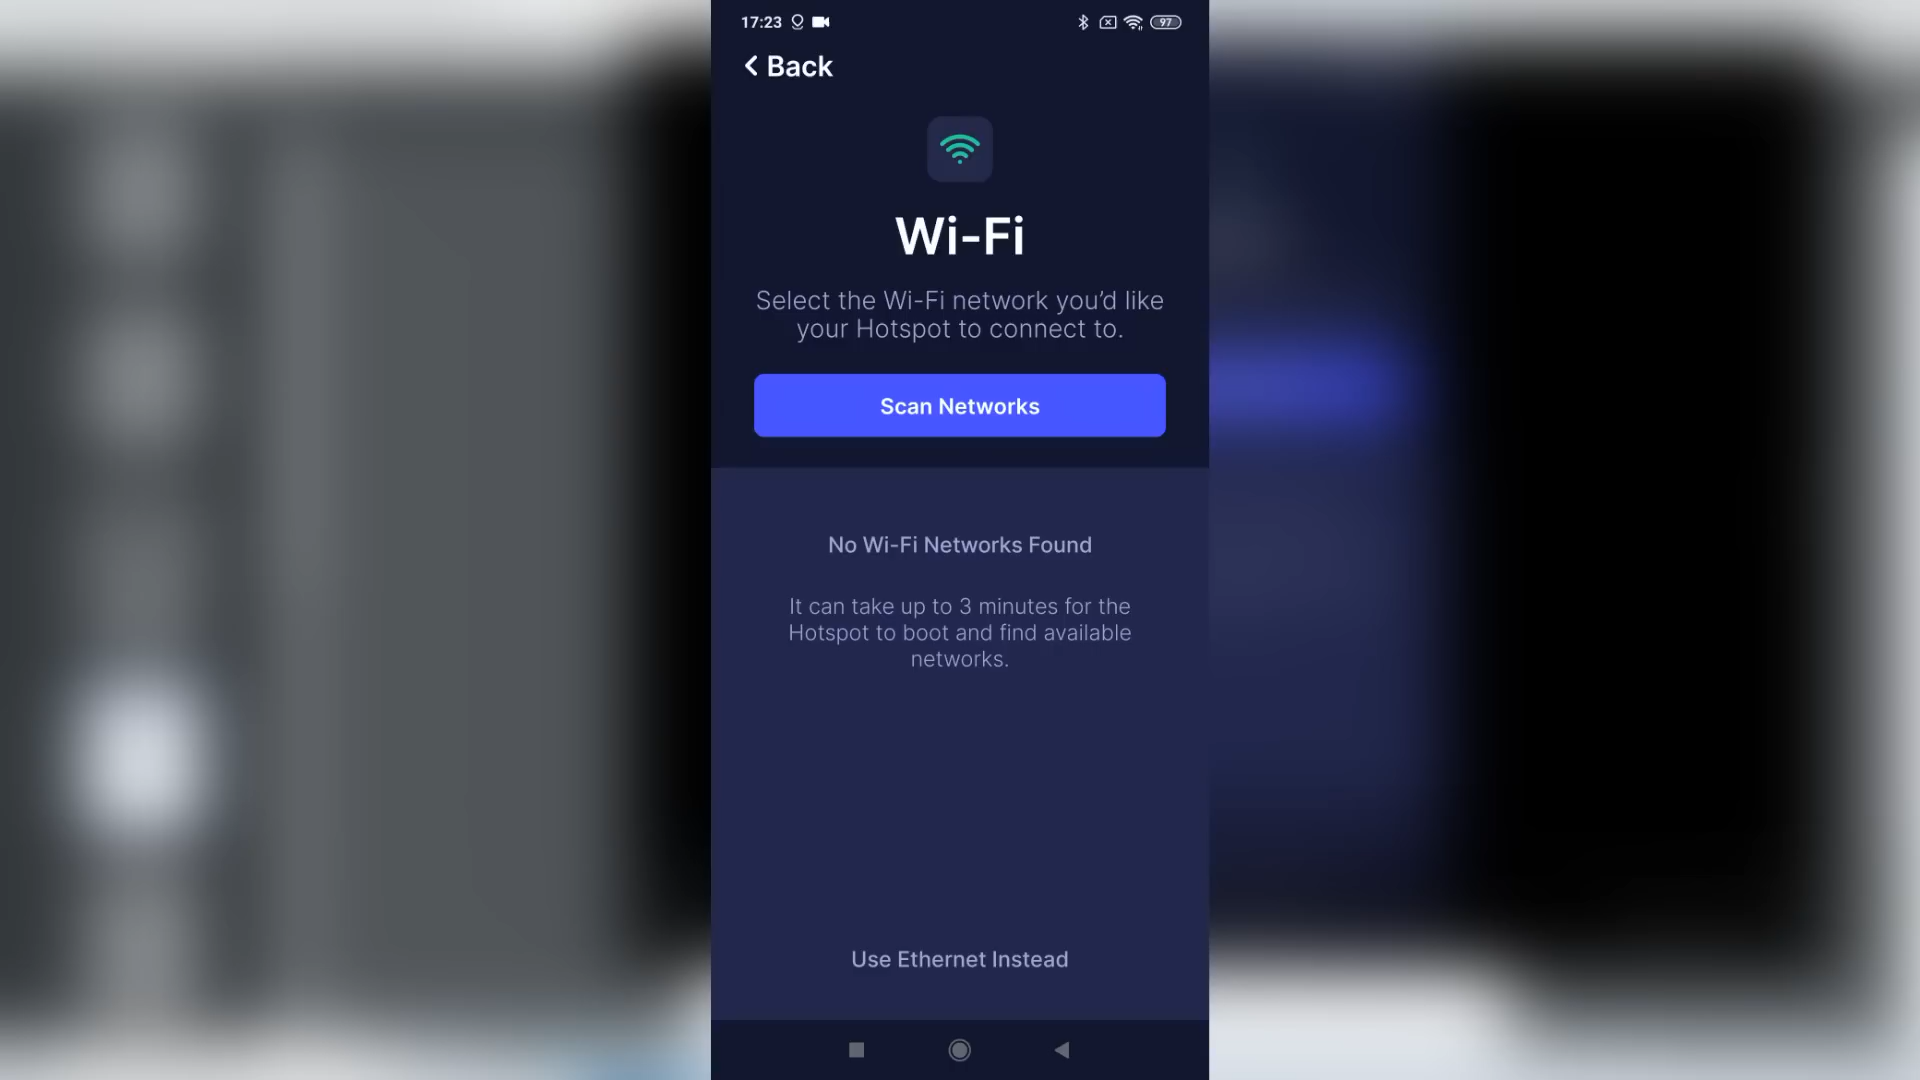 17:23
97
Back
Wi-Fi
Select the Wi-Fi network you’d like
your Hotspot to connect to.
Scan Networks
No Wi-Fi Networks Found
It can take up to 3 minutes for the
Hotspot to boot and find available
networks.
Use Ethernet Instead